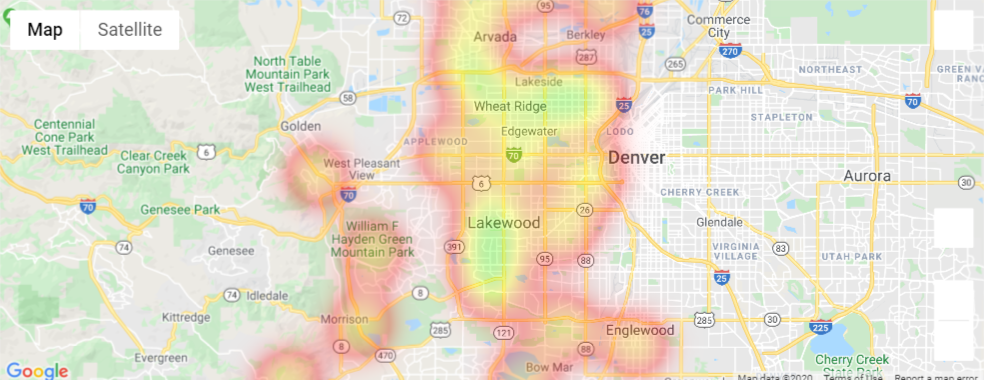 Map
Satellite
72
95
76
Commerce
City
Arvada
Berkley
25
270
287
265
North Table
Mountain Park
West Trailhead
Lakeside
NORTHEAST
GREEN V
RANC
58
Wheat Ridge
25
PARK HILL
70
Centennial
Cone Park
West Trailhead
Golden
APPLEWOOD
Edgewater
LODO
STAPLETON
6
Clear Creek
Canyon Park
West Pleasant
View
70
Denver
Aurora
70
6
CHERRY CREEK
30
70
Genesee Park
26
William F
Hayden Green
Mountain Park
Lakewood
Glendale
74
Genesee
391
95
88
VIRGINIA
VILLAGE
83
UTAH PARK
25
74
Idledale
8
Kittredge
Morrison
285
121
Englewood
285
30
225
8
470
88
Evergreen
Bow Mar
Cherry Creek
State Park
Google
Map data ©2020
Terms of Use
Report a map error